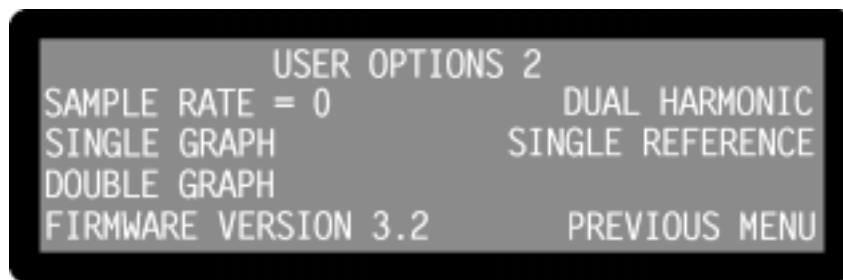 USER OPTIONS 2
SAMPLE RATE = 0 DUAL HARMONIC
SINGLE GRAPH SINGLE REFERENCE
DOUBLE GRAPH
FIRMWARE VERSION 3.2 PREVIOUS MENU